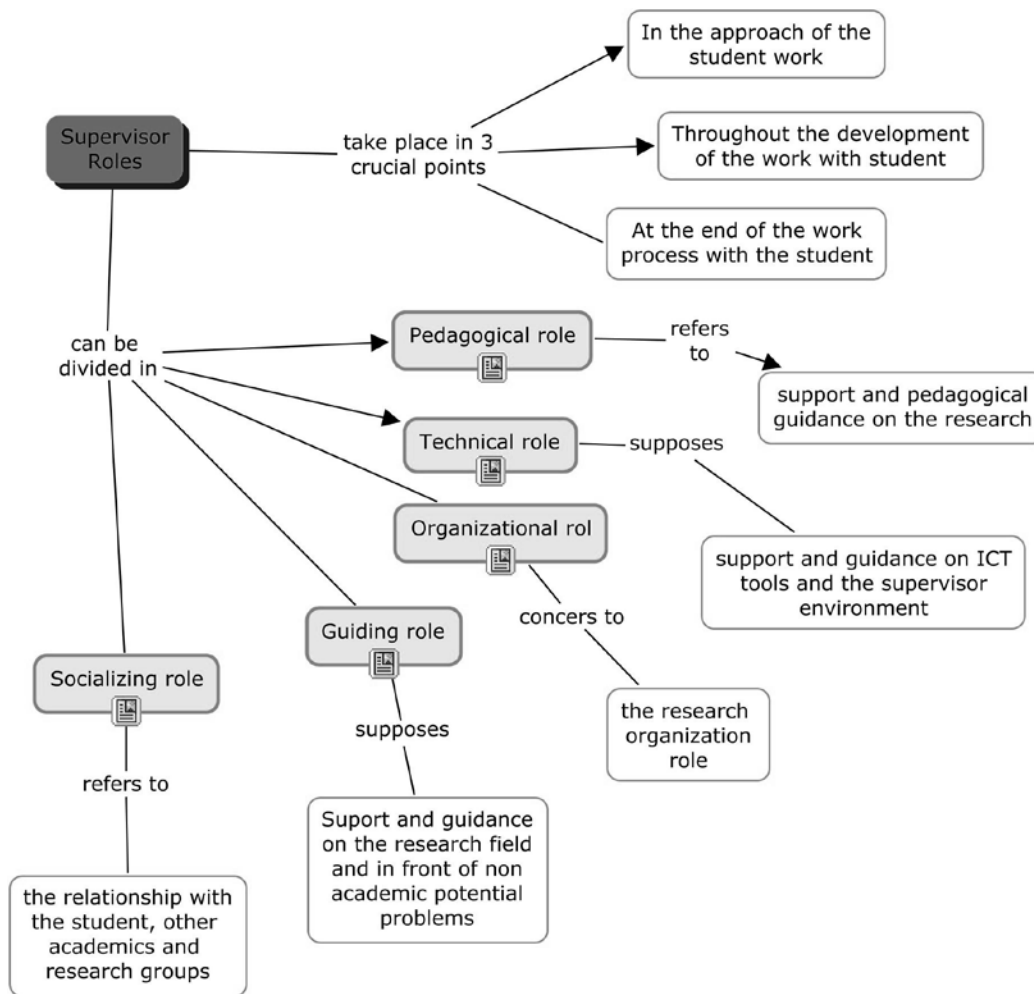 In the approach of the
student work
Supervisor
Roles
take place in 3
crucial points
Throughout the development
of the work with student
At the end of the work
process with the student
can be
divided in
Pedagogical role
refers
to
support and pedagogical
guidance on the research
Technical role
supposes
support and guidance on ICT
tools and the supervisor
environment
Organizational rol
concers to
the research
organization
role
Guiding role
supposes
Suport and guidance
on the research field
and in front of non
academic potential
problems
Socializing role
refers to
the relationship with
the student, other
academics and
research groups